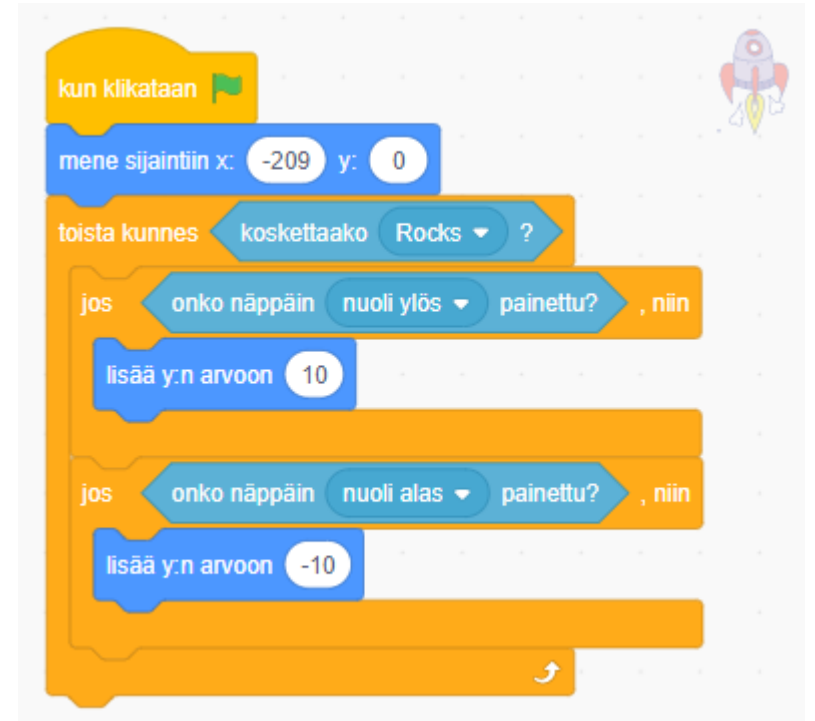 kun klikataan
mene sijaintiin x: -209 y: 0
toista kunnes koskettaako Rocks ?
jos onko näppäin nuoli ylös painettu? , niin
lisää y:n arvoon 10
jos onko näppäin nuoli alas painettu? , niin
lisää y:n arvoon -10